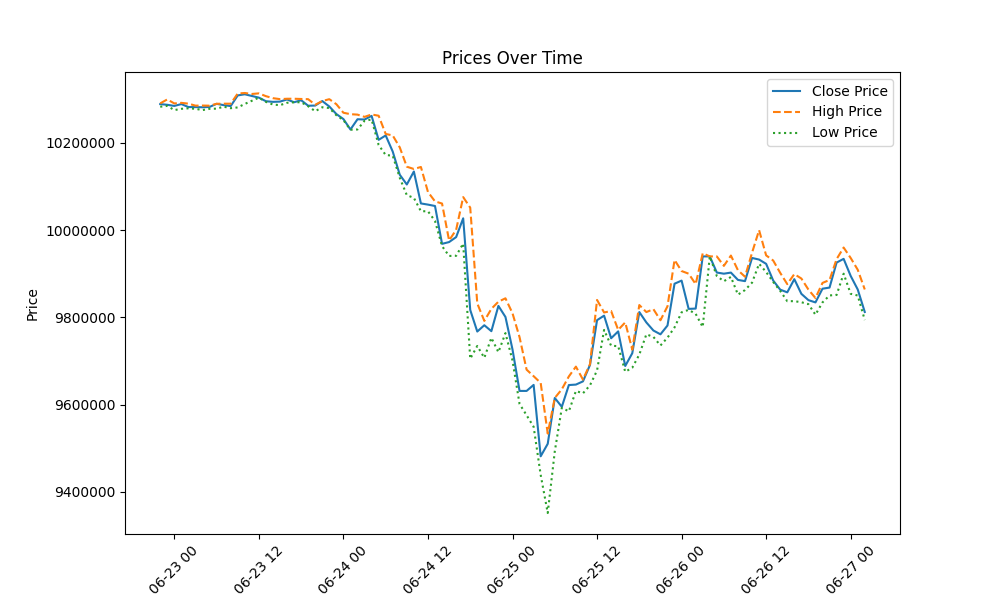 Prices Over Time
Close Price
High Price
Low Price
Price
10200000
10000000
9800000
9600000
9400000
06-23 00
06-23 12
06-24 00
06-24 12
06-25 00
06-25 12
06-26 00
06-26 12
06-27 00